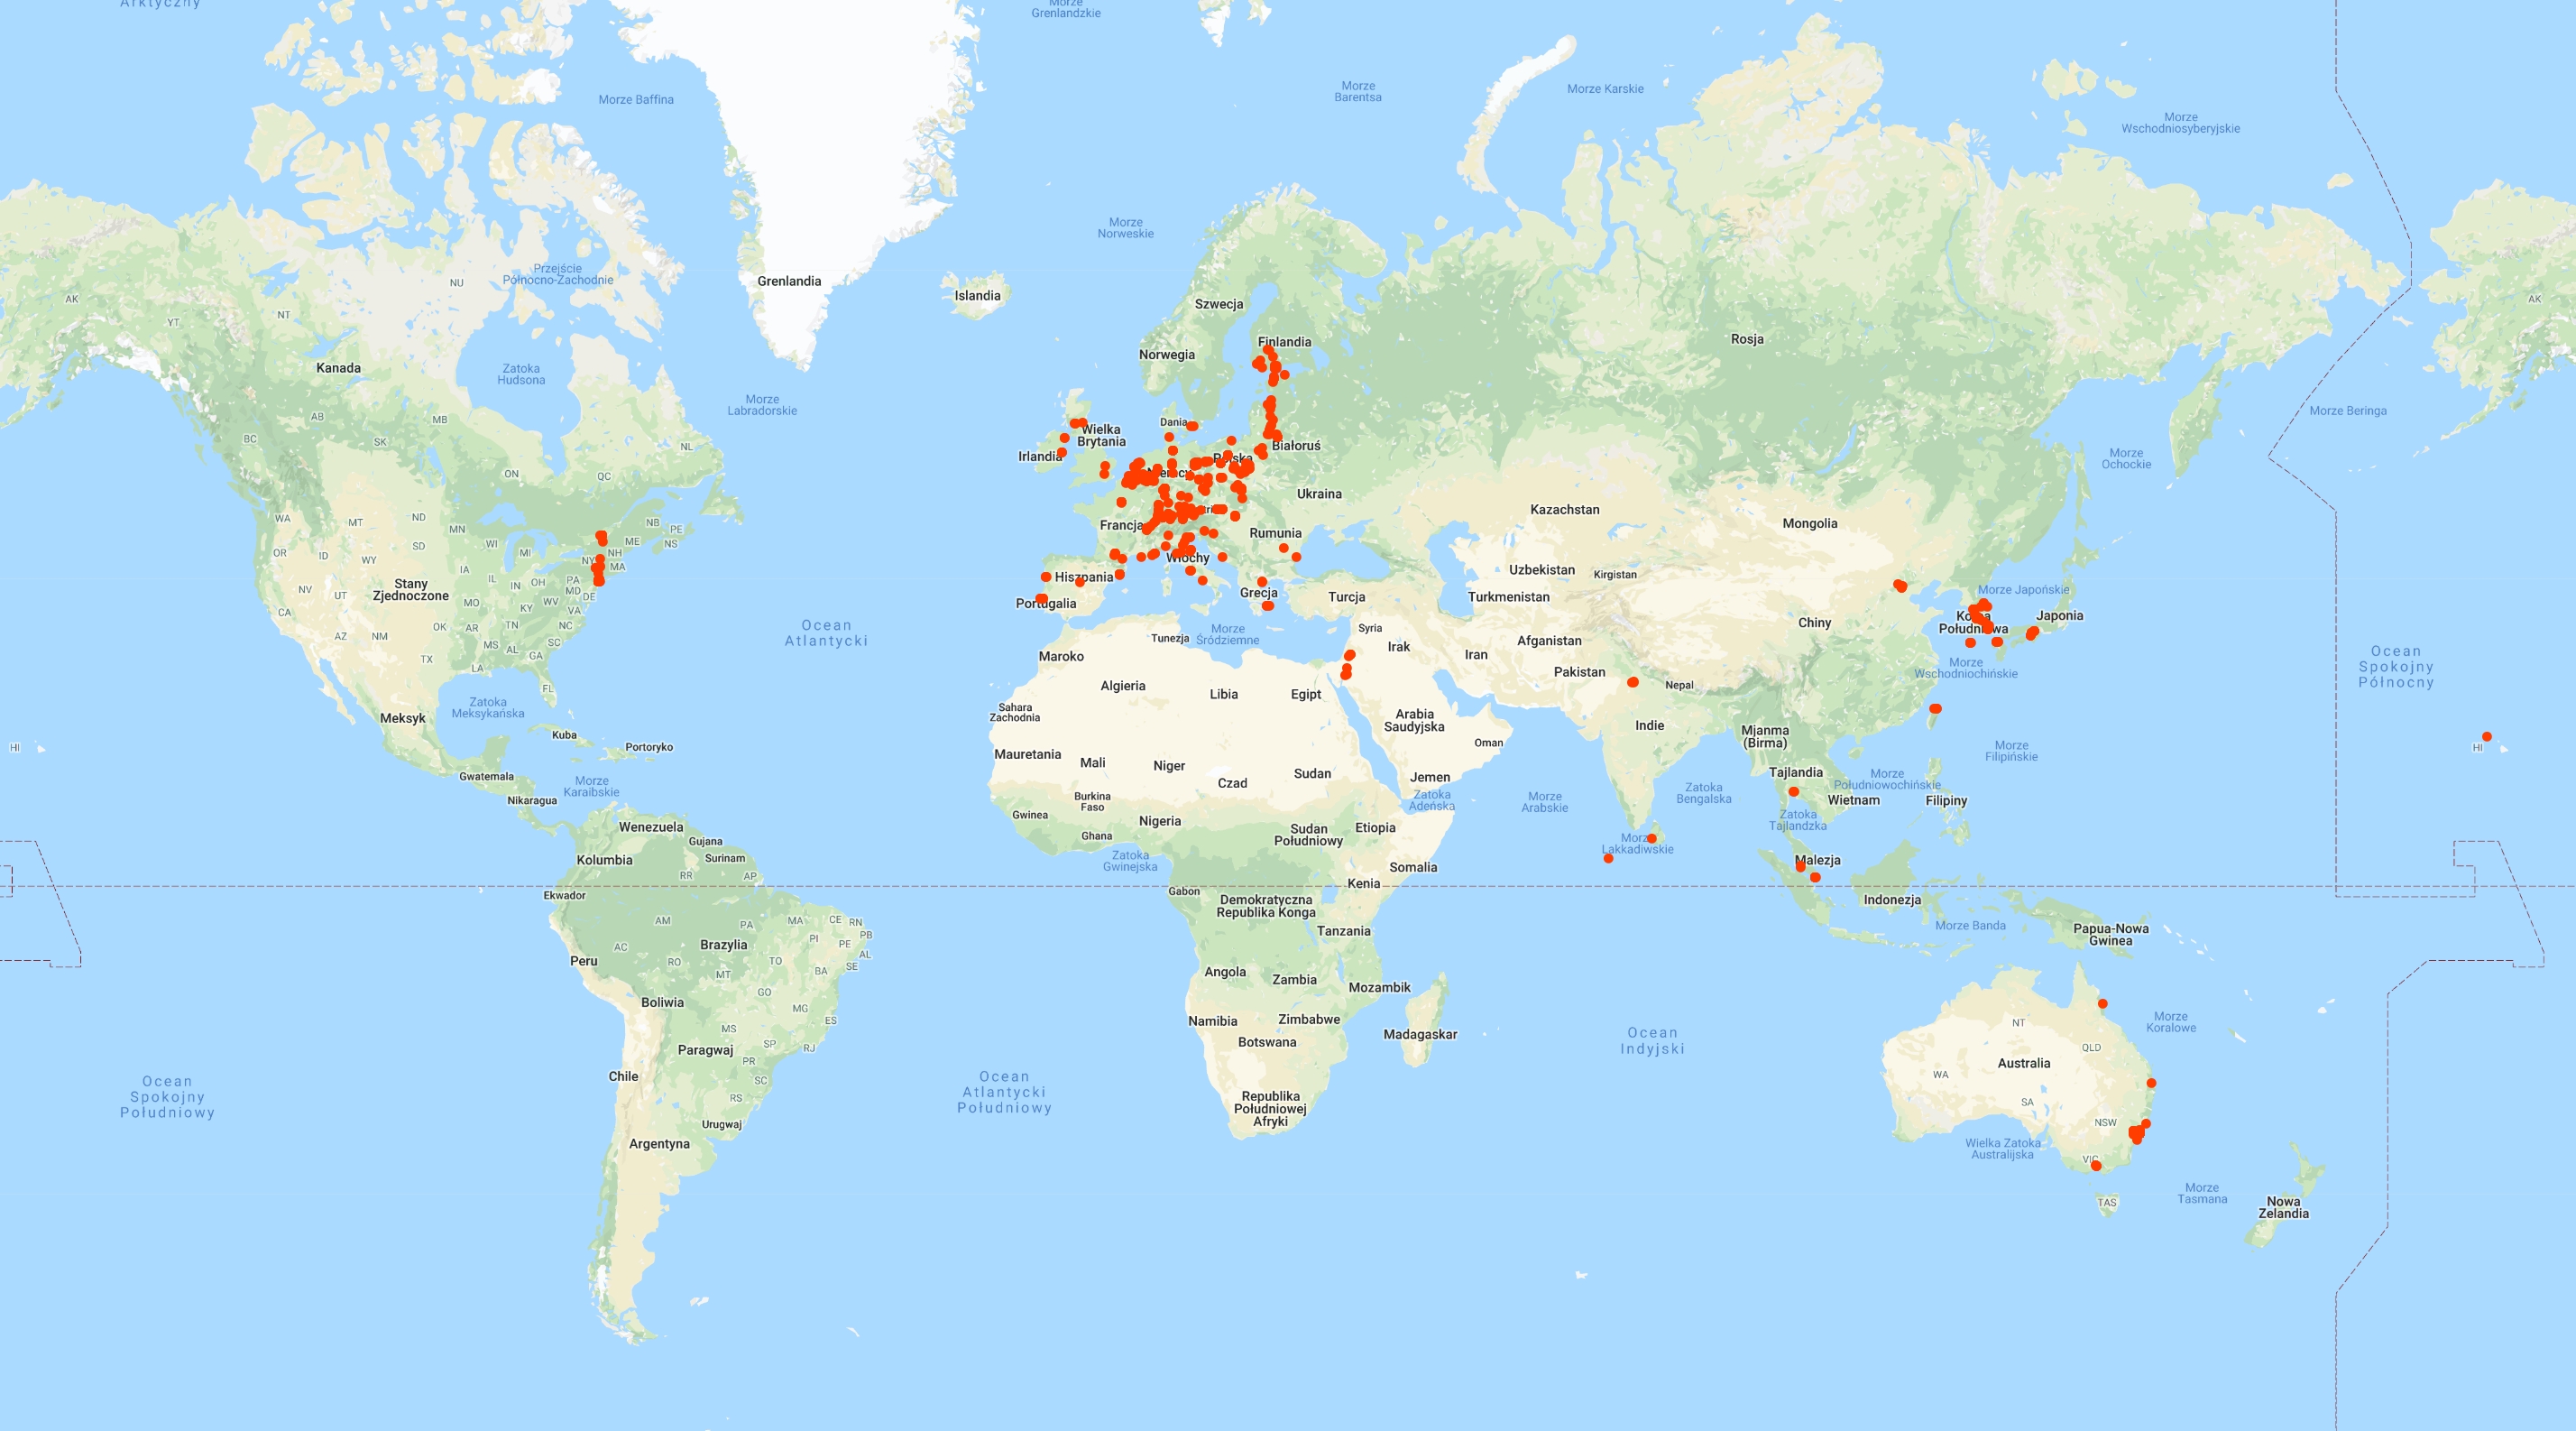 Arktyczny
Morze
Grenlandzkie
Morze Baffina
Morze
Barentsa
Morze Karskie
Morze
Wschodniosyberyjskie
Morze
Norweskie
Przejście
Północno-Zachodnie
NU
Grenlandia
Islandia
Szwecja
AK
AK
NT
YT
Finlandia
Rosja
Norwegia
Kanada
Zatoka
Hudsona
Morze
Labradorskie
Morze Beringa
AB
MB
BC
SK
NL
Dania
Wielka
Brytania
Białoruś
Irlandia
Polska
Niemcy
Morze
Ochockie
ON
QC
Ukraina
Kazachstan
Mongolia
WA
MT
ND
MN
NB
PE
Francja
Rumunia
OR
ID
SD
WI
MI
ME
NS
WY
NY
NH
MA
Włochy
Stany
Zjednoczone
IA
NV
UT
IL
IN
OH
PA
MD
DE
Hiszpania
Uzbekistan
Kirgistan
Morze Japońskie
CA
MO
KY
WV
VA
Portugalia
Grecja
Turcja
Turkmenistan
Korea
Południowa
Japonia
Chiny
AZ
NM
OK
AR
TN
NC
MS
AL
SC
GA
Ocean
Atlantycki
Tunezja
Morze
Śródziemne
Syria
Irak
Iran
Afganistan
TX
LA
Maroko
Pakistan
Nepal
Morze
Wschodniochińskie
Ocean
Spokojny
Północny
FL
Algieria
Libia
Egipt
Zatoka
Meksykańska
Meksyk
Sahara
Zachodnia
Arabia
Saudyjska
Indie
Mjanma
(Birma)
HI
Kuba
Portoryko
Mauretania
Mali
Niger
Czad
Sudan
Oman
Jemen
Morze
Filipińskie
HI
Gwatemala
Morze
Karaibskie
Nikaragua
Tajlandia
Morze
Południowochińskie
Wietnam
Filipiny
Burkina
Faso
Zatoka
Adeńska
Morze
Arabskie
Zatoka
Bengalska
Zatoka
Tajlandzka
Gwinea
Nigeria
Ghana
Wenezuela
Gujana
Surinam
Kolumbia
Zatoka
Gwinejska
Sudan
Południowy
Etiopia
Morze
Lakkadiwskie
Malezja
RR
AP
Somalia
Ekwador
Gabon
Kenia
Demokratyczna
Republika Konga
Indonezja
AM
PA
MA
CE
RN
PB
PI
PE
AL
SE
AC
Brazylia
Tanzania
Morze Banda
Papua-Nowa
Gwinea
Peru
RO
MT
TO
BA
Angola
Zambia
Mozambik
Boliwia
GO
MG
ES
Namibia
Zimbabwe
Botswana
Madagaskar
Ocean
Indyjski
NT
Morze
Koralowe
MS
SP
RJ
Paragwaj
PR
QLD
Australia
WA
Chile
SC
Ocean
Spokojny
Południowy
Ocean
Atlantycki
Południowy
RS
Urugwaj
Republika
Południowej
Afryki
SA
NSW
Argentyna
Wielka Zatoka
Australijska
VIC
TAS
Morze
Tasmana
Nowa
Zelandia